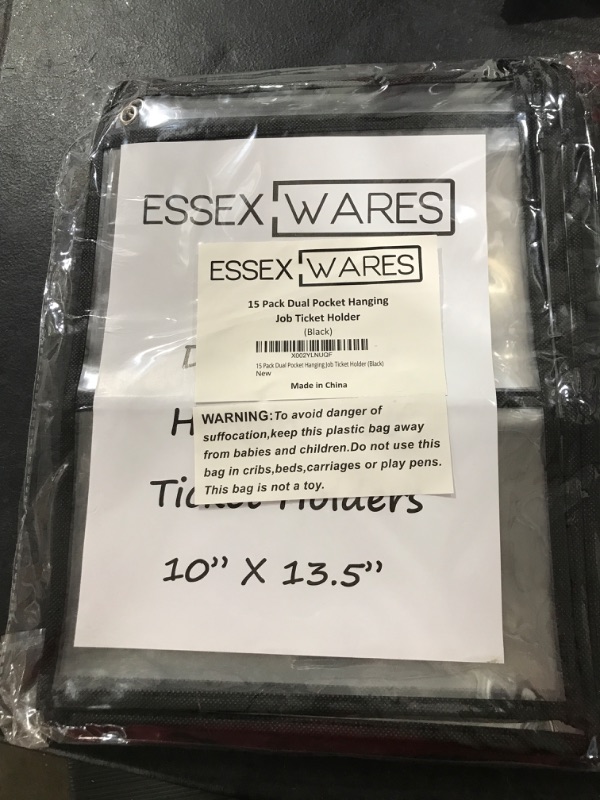 ESSEX WARES
ESSEX WARES
15 Pack Dual Pocket Hanging
Job Ticket Holder
(Black)
X002YLNUQF
15 Pack Dual Pocket Hanging Job Ticket Holder (Black)
New
Made in China
WARNING:To avoid danger of
suffocation,keep this plastic bag away
from babies and children.Do not use this
bag in cribs,beds,carriages or play pens.
This bag is not a toy.
Ticket Holders
10” X 13.5”